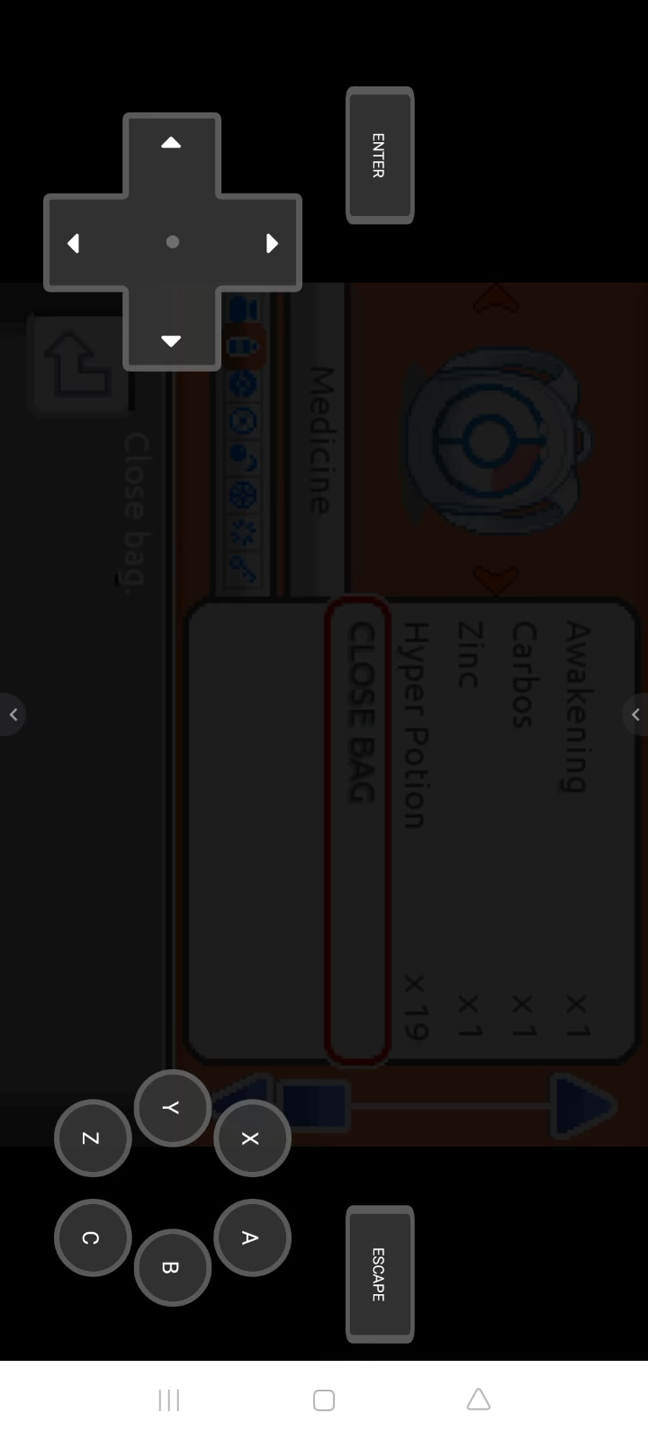 ENTER
Medicine
Awakening x 1
Carbos x 1
Zinc x 1
Hyper Potion x 19
CLOSE BAG
Close bag.
X
Y
Z
A
B
C
ESCAPE